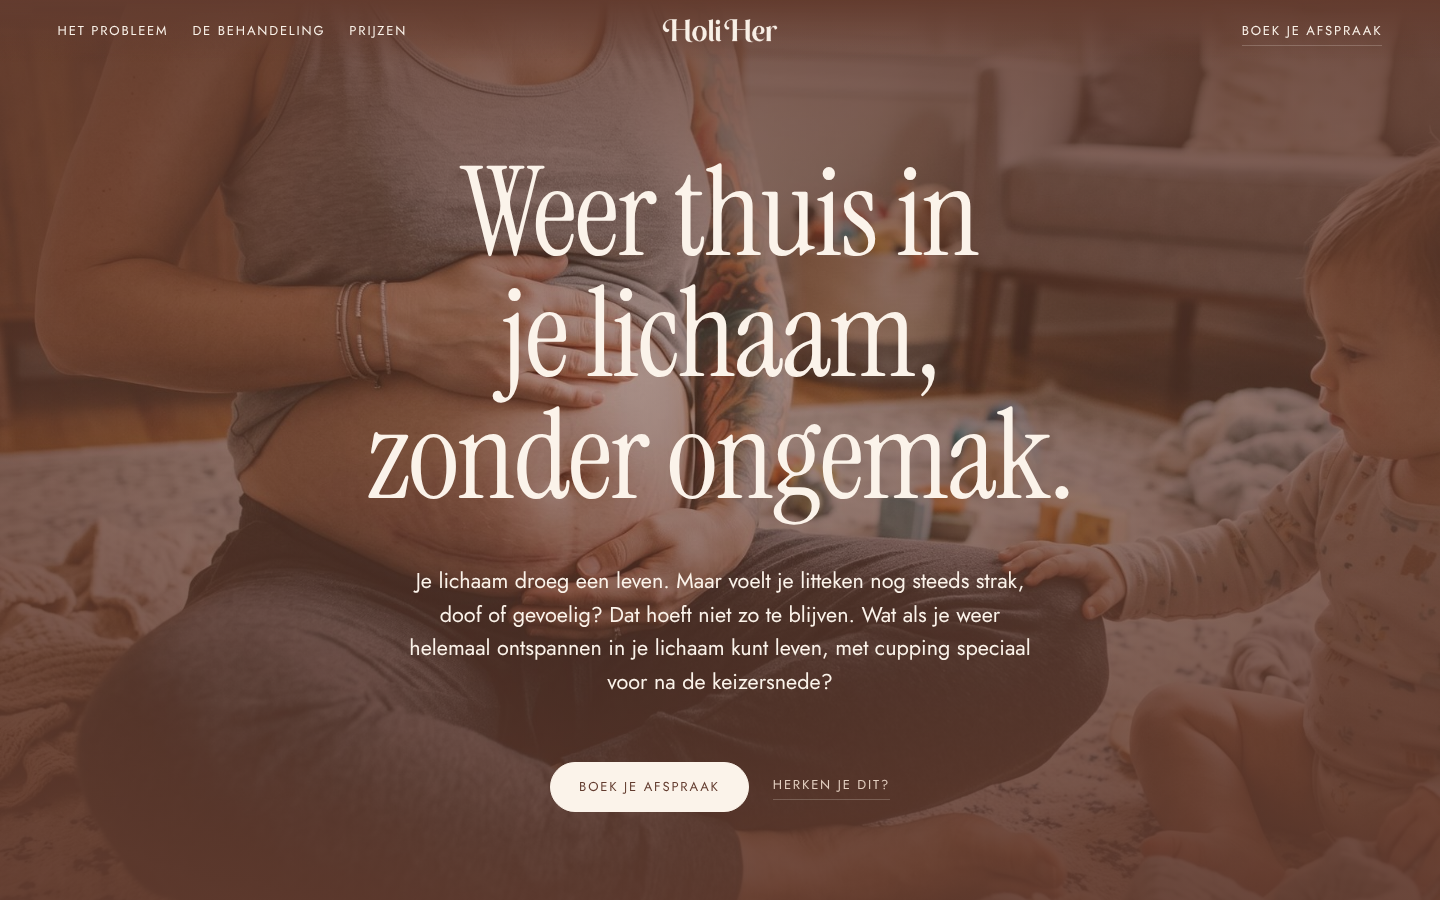 HET PROBLEEM
DE BEHANDELING
PRIJZEN
HoliHer
BOEK JE AFSPRAAK
Weer thuis in
je lichaam,
zonder ongemak.
Je lichaam droeg een leven. Maar voelt je litteken nog steeds strak,
doof of gevoelig? Dat hoeft niet zo te blijven. Wat als je weer
helemaal ontspannen in je lichaam kunt leven, met cupping speciaal
voor na de keizersnede?
BOEK JE AFSPRAAK
HERKEN JE DIT?